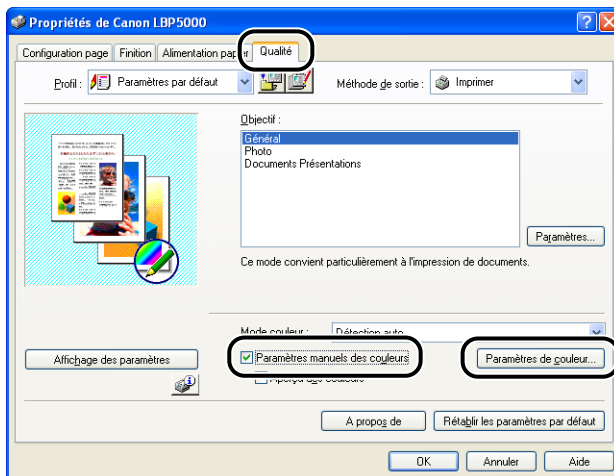 Propriétés de Canon LBP5000
Configuration page Finition Alimentation papier Qualité
Profil : Paramètres par défaut Méthode de sortie : Imprimer
Objectif :
Général
Photo
Documents Présentations
Paramètres...
Ce mode convient particulièrement à l'impression de documents.
Mode couleur : Détection auto
Affichage des paramètres Paramètres manuels des couleurs Paramètres de couleur...
Aperçu des couleurs
A propos de Rétablir les paramètres par défaut
OK Annuler Aide